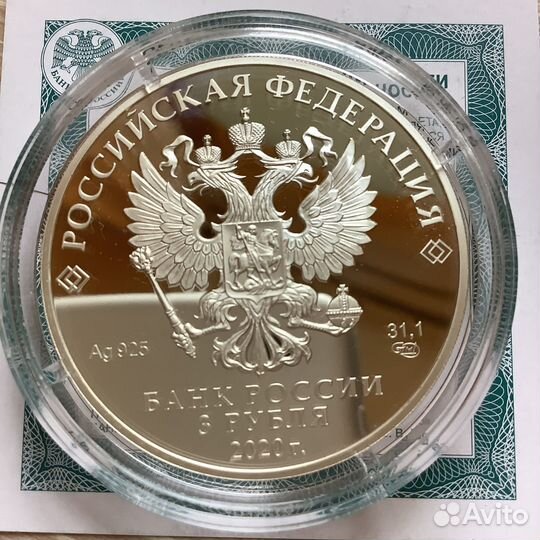 РОССИЙСКАЯ ФЕДЕРАЦИЯ
Ag 925
31,1
БАНК РОССИИ
3 РУБЛЯ
2020 г.
Avito